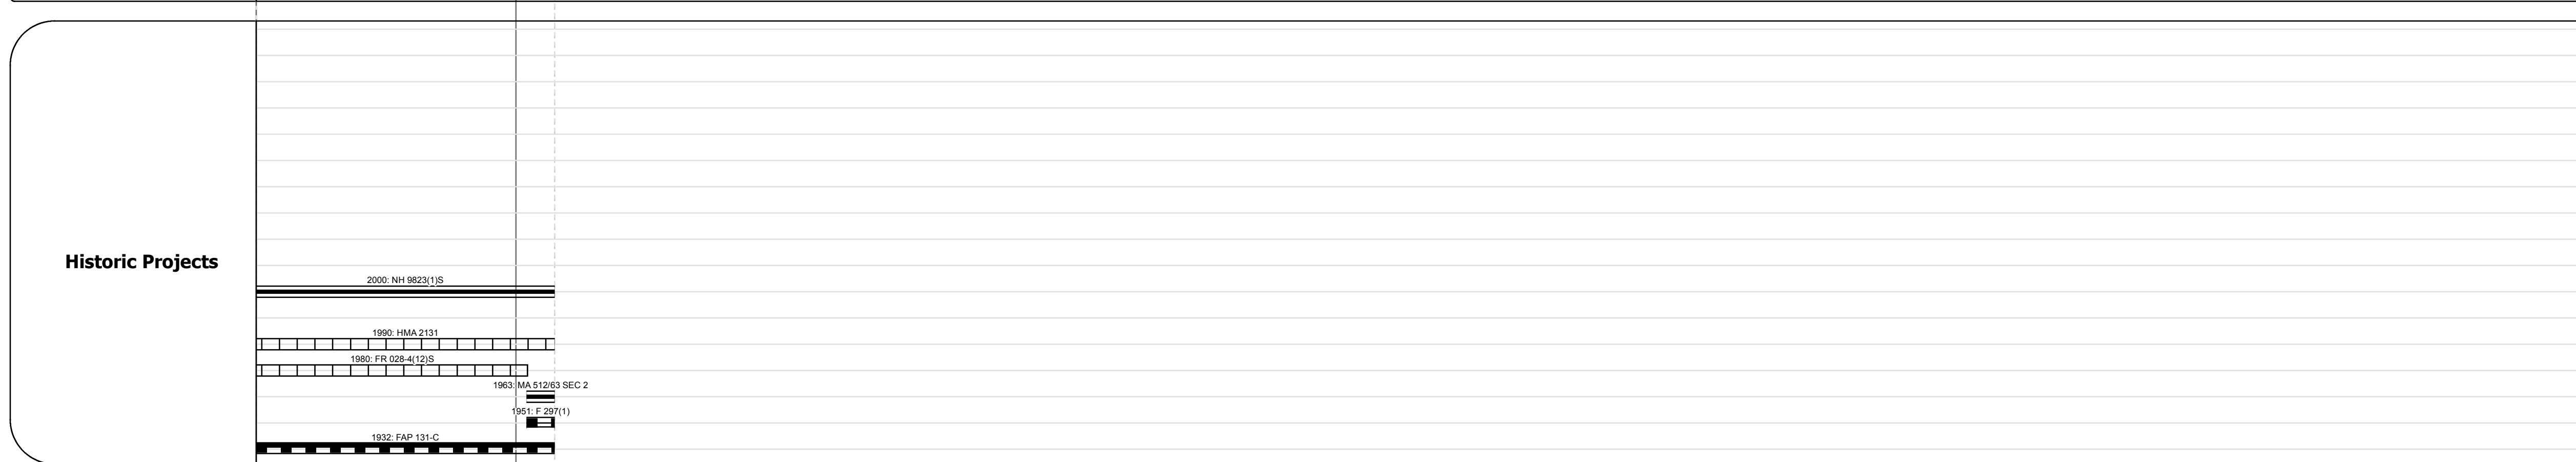 Historic Projects
2000: NH 9823(1)S
1990: HMA 2131
1980: FR 028-4(12)S
1963: MA 512/63 SEC 2
1951: F 297(1)
1932: FAP 131-C